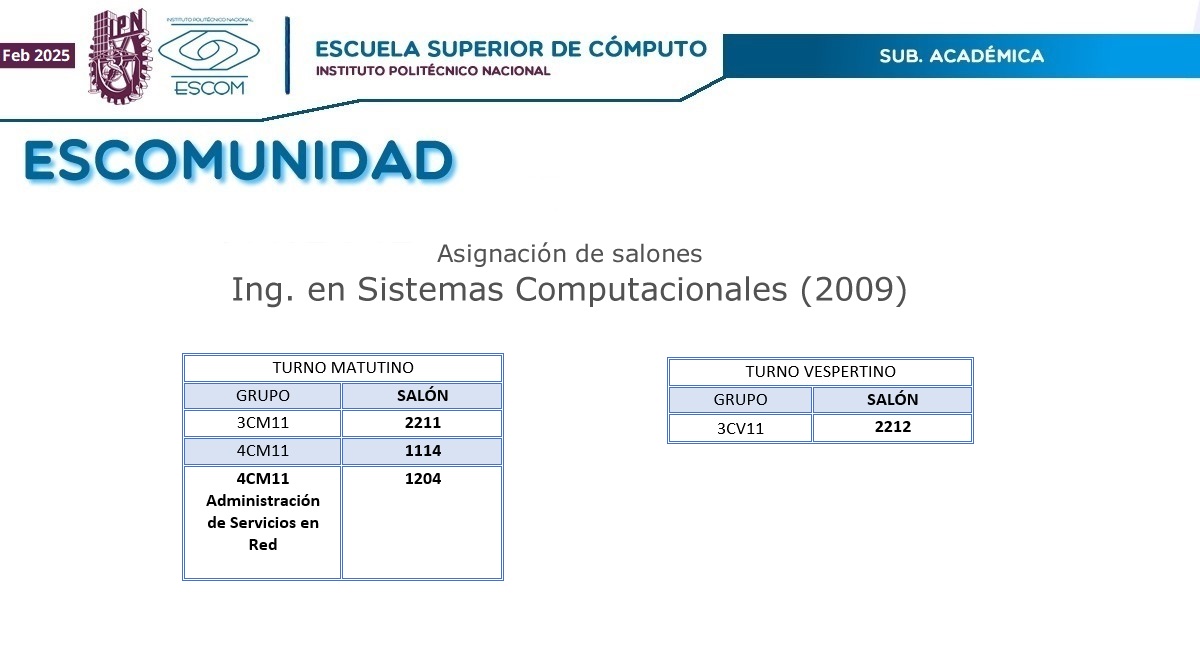 Feb 2025
IPN
INSTITUTO POLITÉCNICO NACIONAL
ESCOM
ESCUELA SUPERIOR DE CÓMPUTO
INSTITUTO POLITÉCNICO NACIONAL
SUB. ACADÉMICA
ESCOMUNIDAD
Asignación de salones
Ing. en Sistemas Computacionales (2009)
TURNO MATUTINO
GRUPO SALÓN
3CM11 2211
4CM11 1114
4CM11 1204
Administración
de Servicios en
Red
TURNO VESPERTINO
GRUPO SALÓN
3CV11 2212